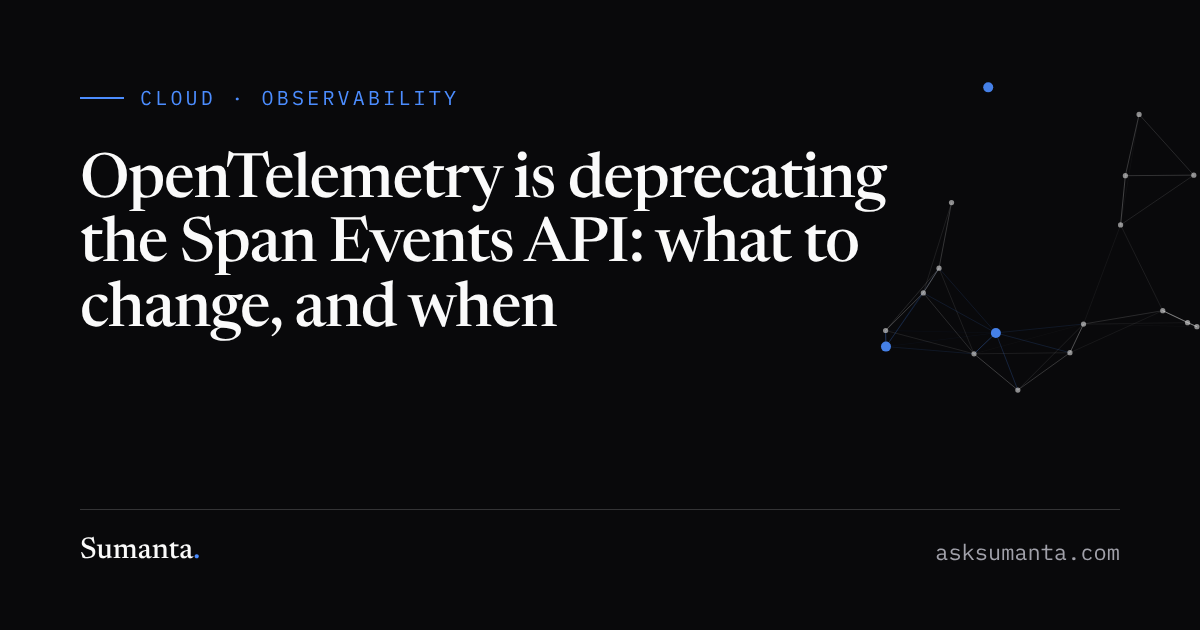 CLOUD · OBSERVABILITY
OpenTelemetry is deprecating
the Span Events API: what to
change, and when
Sumanta.
asksumanta.com